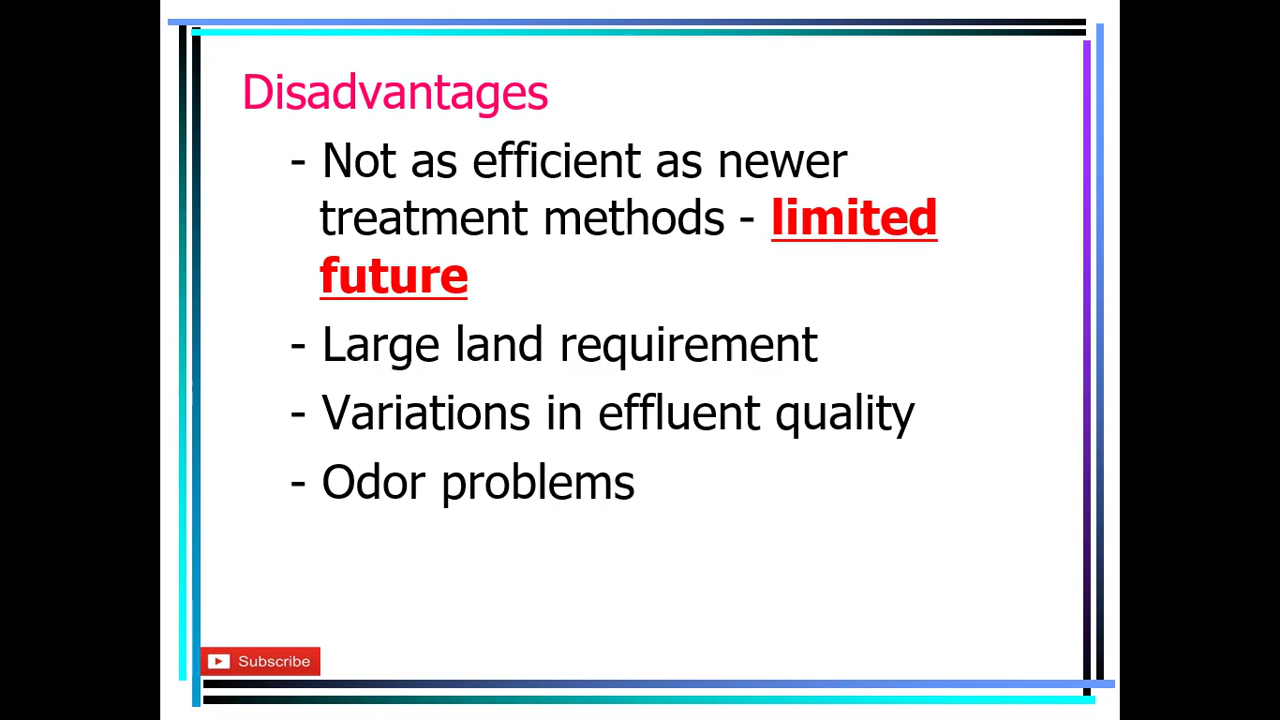 Disadvantages
- Not as efficient as newer
treatment methods - limited
future
- Large land requirement
- Variations in effluent quality
- Odor problems
Subscribe